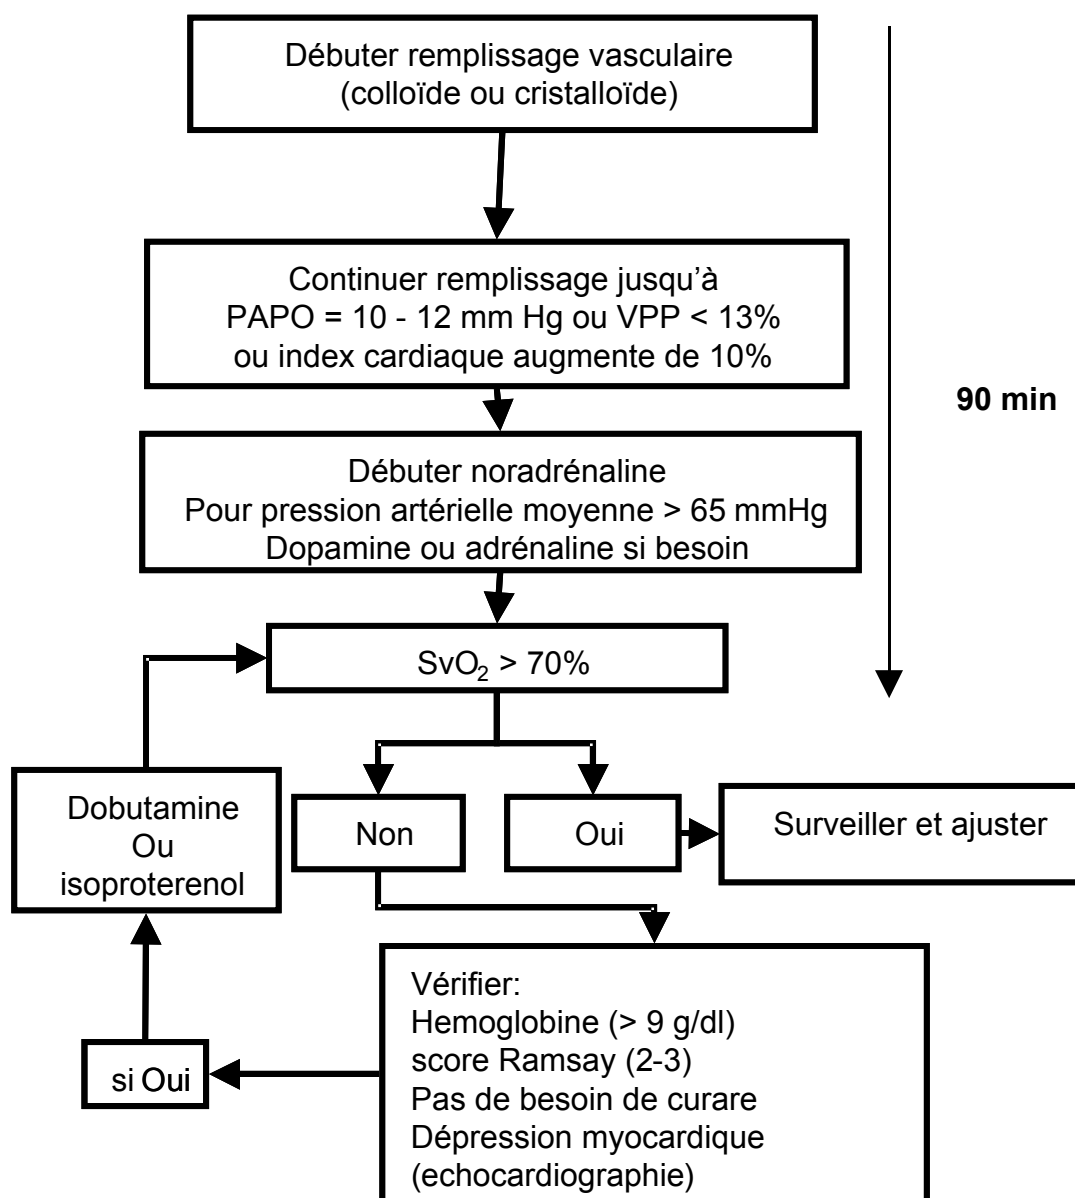 Débuter remplissage vasculaire
(colloïde ou cristalloïde)
Continuer remplissage jusqu'à
PAPO = 10 - 12 mm Hg ou VPP < 13%
ou index cardiaque augmente de 10%
90 min
Débuter noradrénaline
Pour pression artérielle moyenne > 65 mmHg
Dopamine ou adrénaline si besoin
SvO₂ > 70%
Dobutamine
Ou
isoproterenol
Non
Oui
Surveiller et ajuster
Vérifier:
Hemoglobine (> 9 g/dl)
score Ramsay (2-3)
Pas de besoin de curare
Dépression myocardique
(echocardiographie)
si Oui